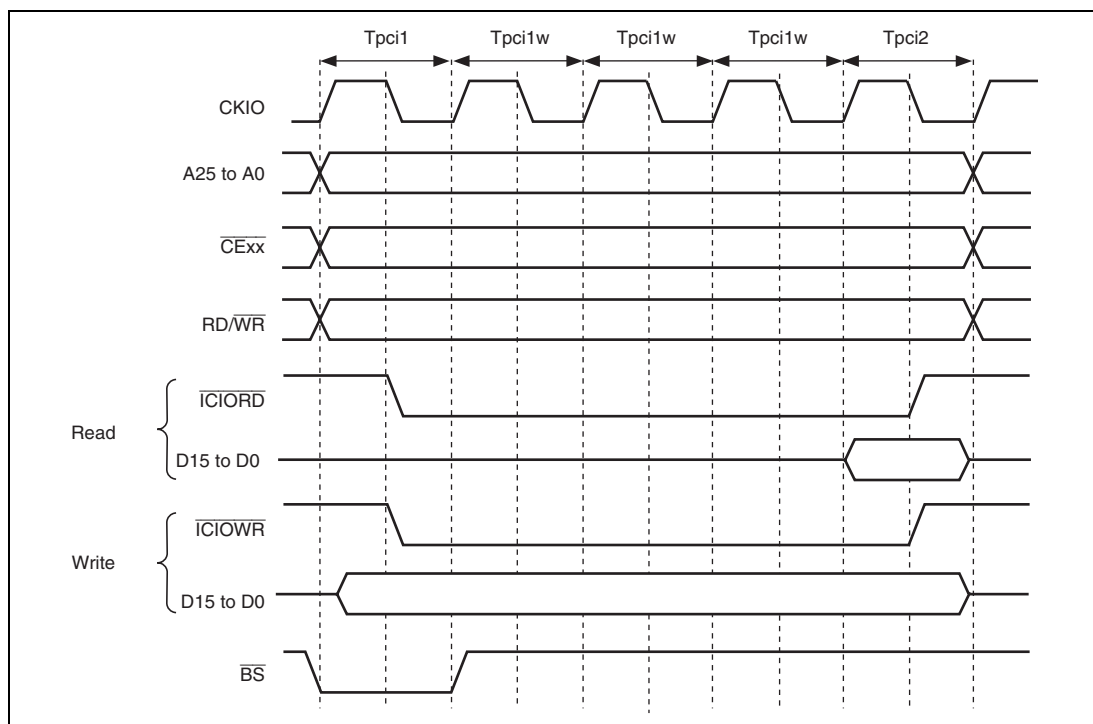 Tpci1 Tpci1w Tpci1w Tpci1w Tpci2
CKIO
A25 to A0
CExx
RD/WR
ICIORD
Read
D15 to D0
ICIOWR
Write
D15 to D0
BS